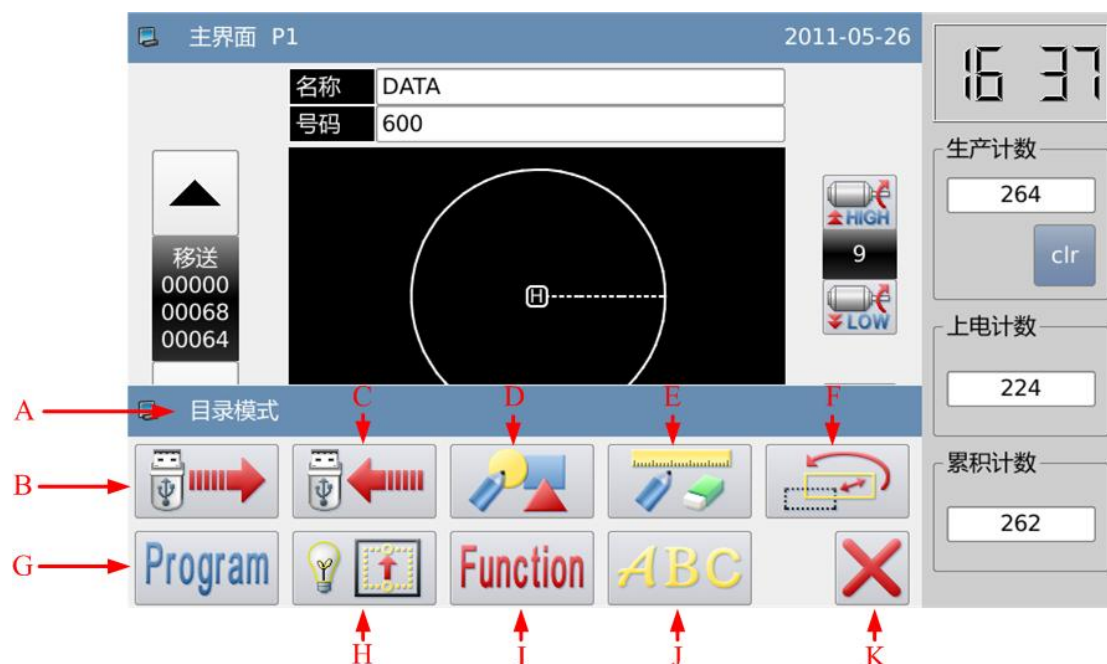 主界面 P1
2011-05-26
16 37
名称
DATA
号码
600
移送
00000
00068
00064
H
HIGH
9
LOW
生产计数
264
clr
上电计数
224
累积计数
262
A
目录模式
C
D
E
F
B
G
Program
Function
ABC
H
I
J
K